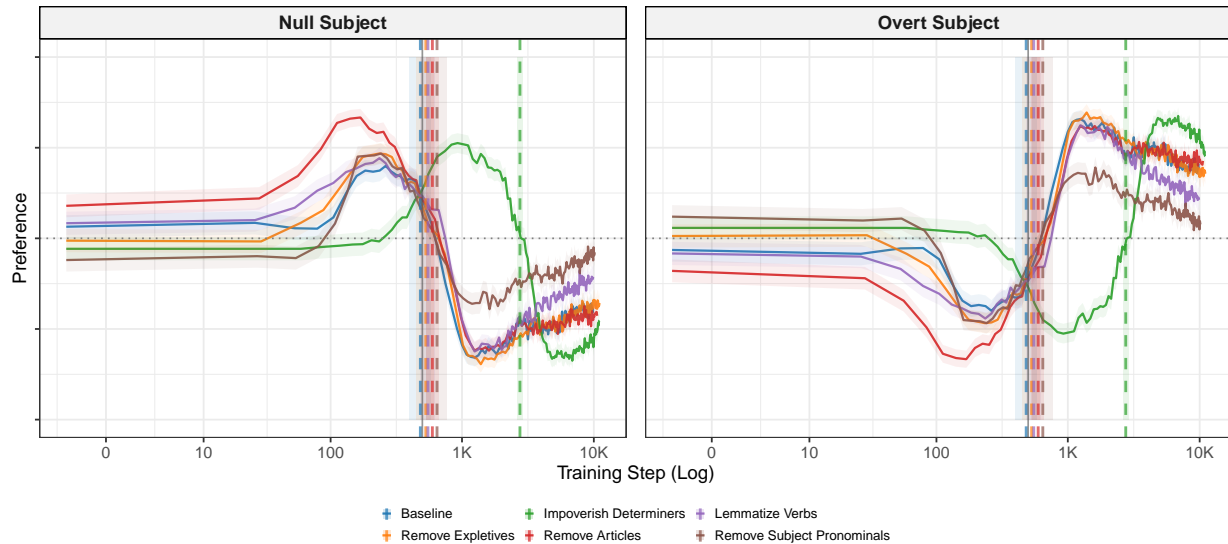 Null Subject
Overt Subject
Preference
0 10 100 1K 10K
0 10 100 1K 10K
Training Step (Log)
Baseline Impoverish Determiners Lemmatize Verbs
Remove Expletives Remove Articles Remove Subject Pronominals